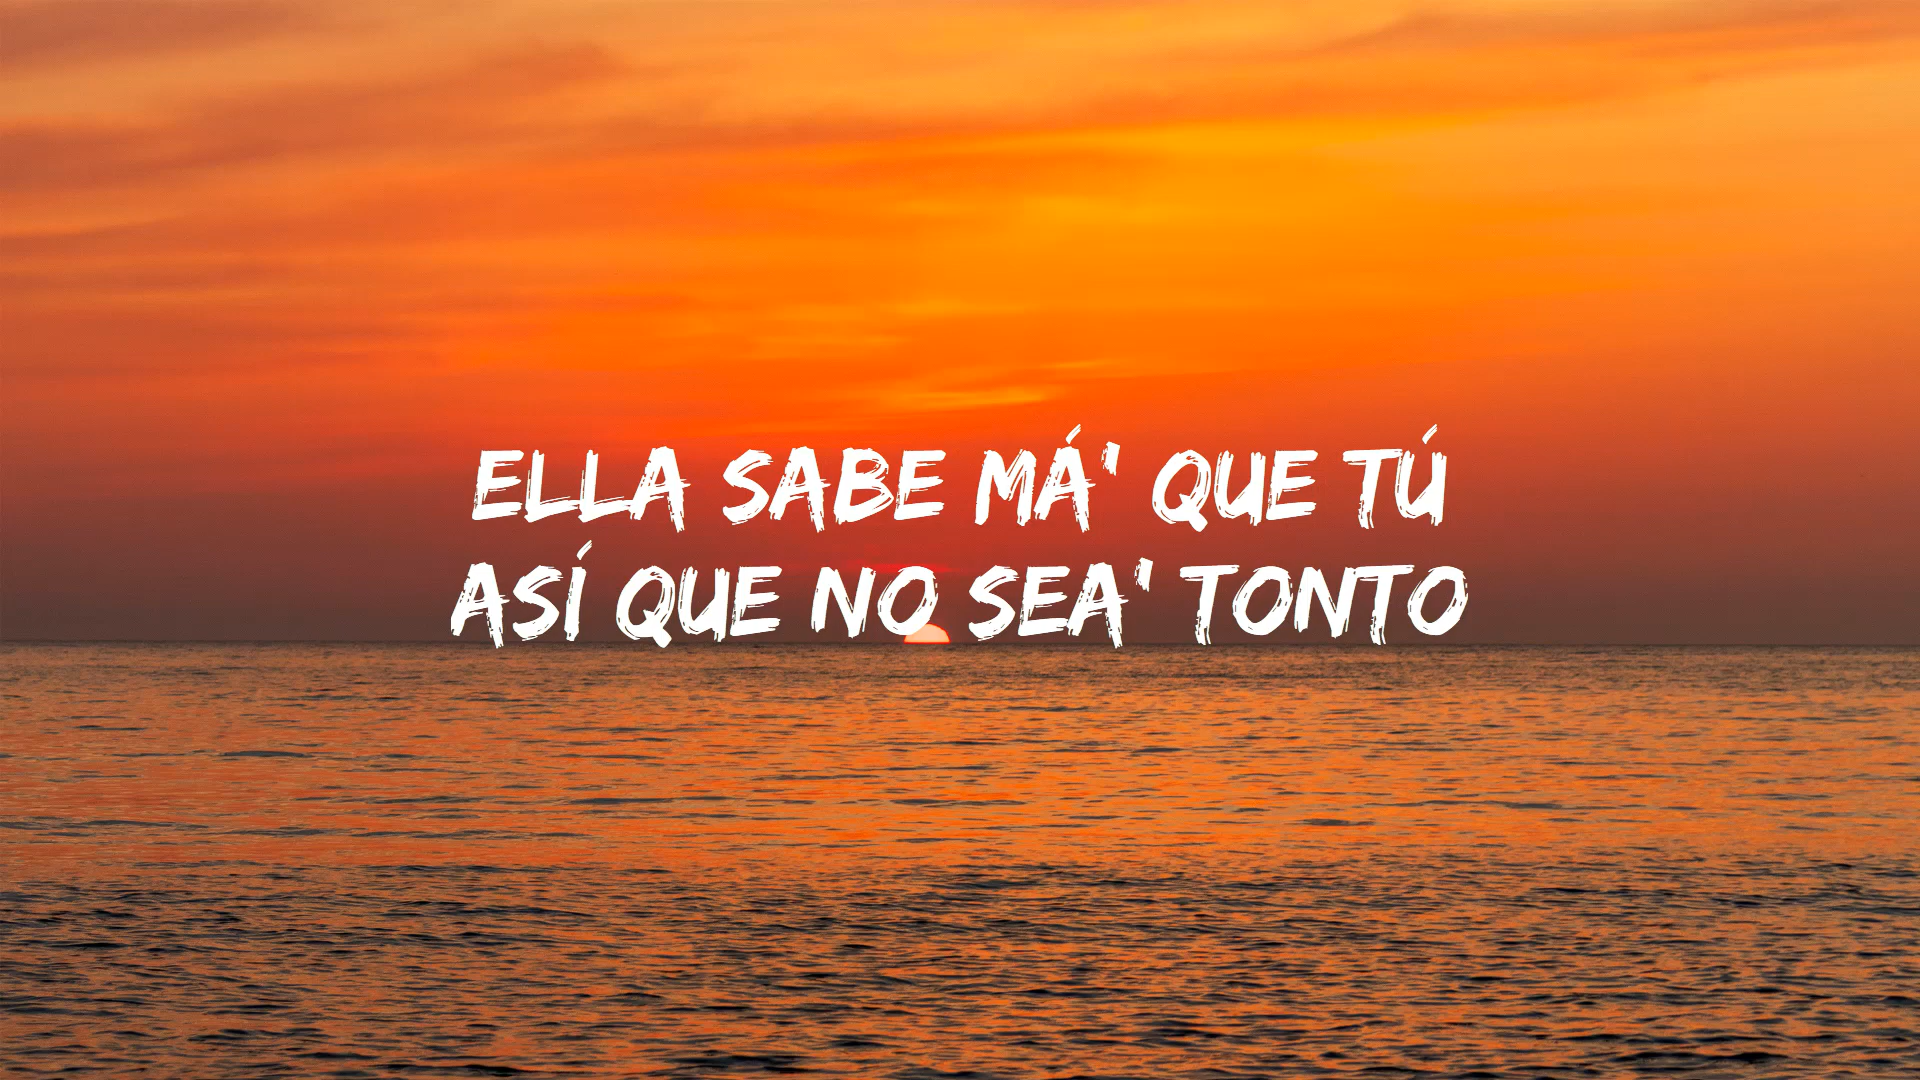 ELLA SABE MÁ' QUE TÚ
ASÍ QUE NO SEA' TONTO